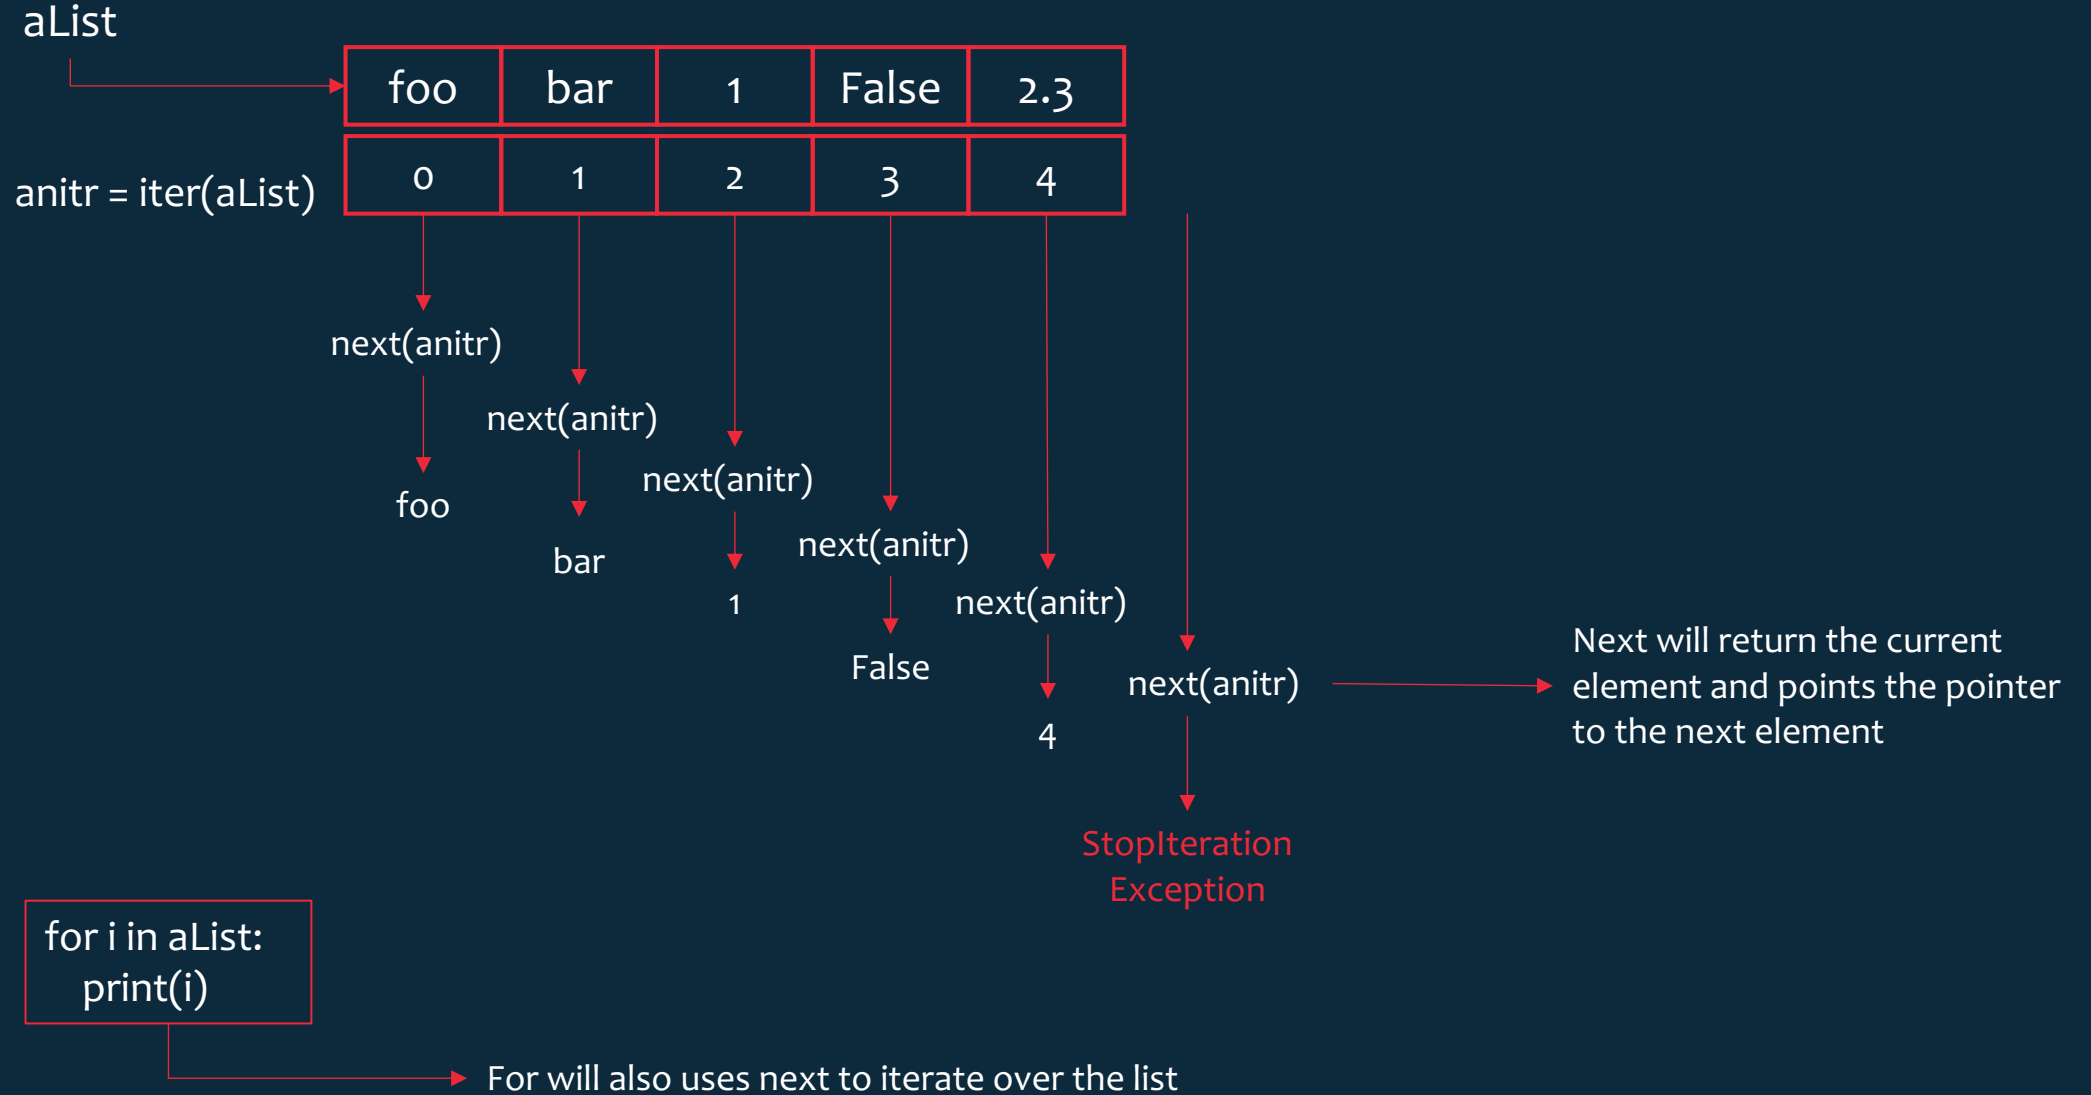 aList
foo bar 1 False 2.3
anitr = iter(aList)
0 1 2 3 4
next(anitr)
foo
next(anitr)
bar
next(anitr)
1
next(anitr)
False
next(anitr)
4
next(anitr)
StopIteration
Exception
Next will return the current
element and points the pointer
to the next element
for i in aList:
print(i)
For will also uses next to iterate over the list